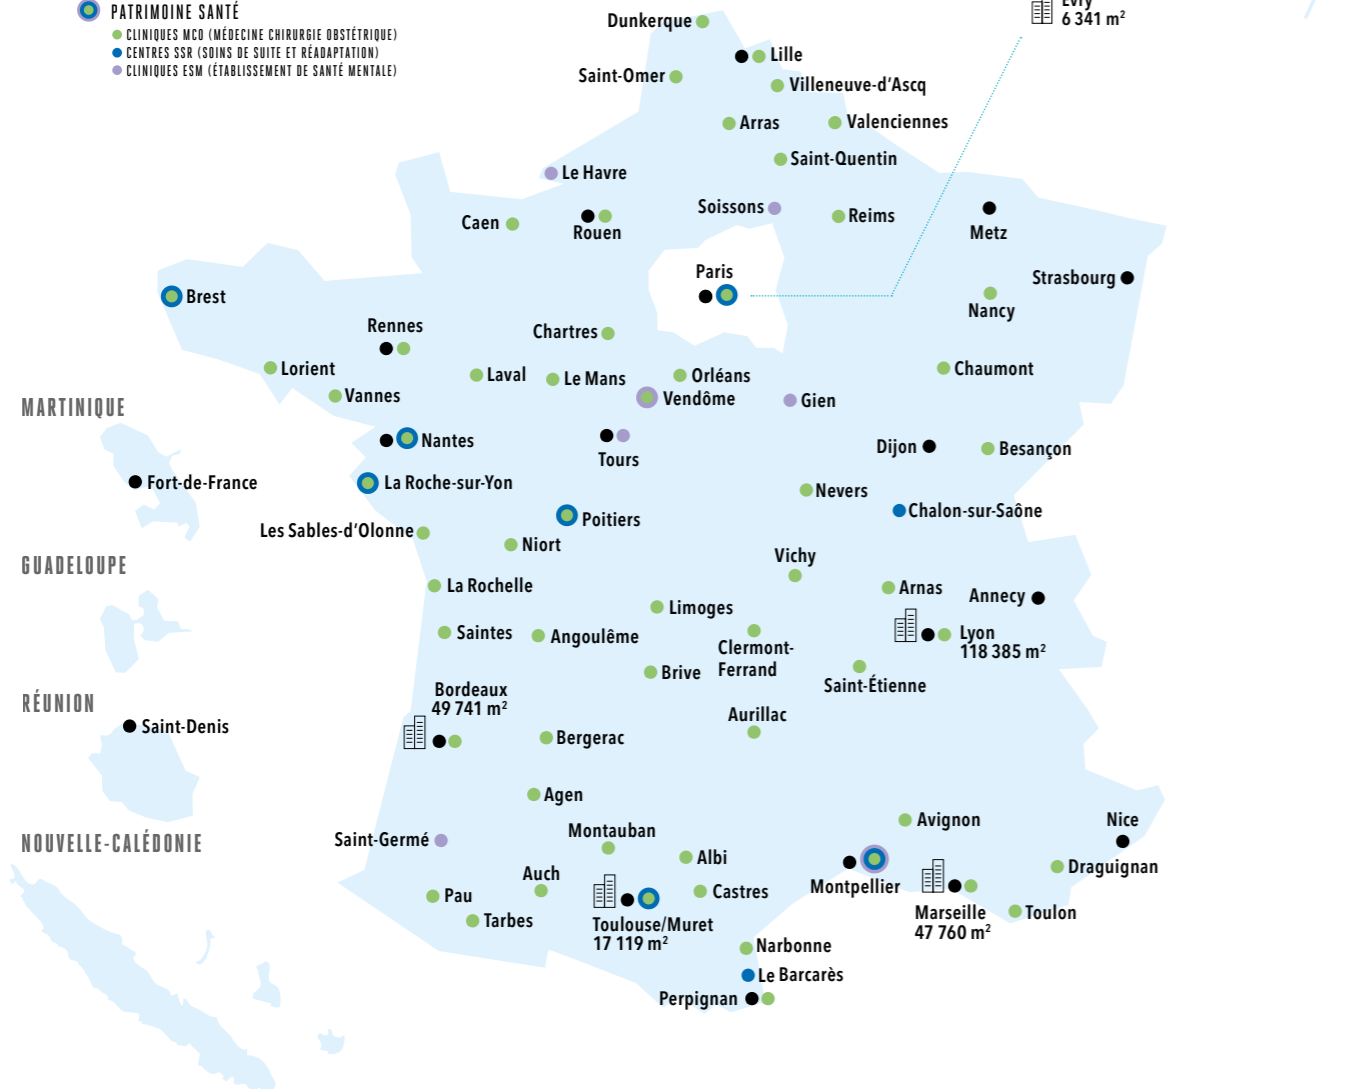 PATRIMOINE SANTÉ
CLINIQUES MCO (MÉDECINE CHIRURGIE OBSTÉTRIQUE)
CENTRES SSR (SOINS DE SUITE ET RÉADAPTATION)
CLINIQUES ESM (ÉTABLISSEMENT DE SANTÉ MENTALE)
Évry
6 341 m²
Dunkerque
Lille
Saint-Omer
Villeneuve-d’Ascq
Arras
Valenciennes
Saint-Quentin
Le Havre
Soissons
Reims
Caen
Rouen
Metz
Paris
Strasbourg
Brest
Nancy
Rennes
Chartres
Lorient
Laval
Le Mans
Orléans
Chaumont
Vannes
Vendôme
Gien
MARTINIQUE
Nantes
Tours
Dijon
Besançon
Fort-de-France
La Roche-sur-Yon
Nevers
Chalon-sur-Saône
Poitiers
Les Sables-d’Olonne
Niort
Vichy
GUADELOUPE
La Rochelle
Arnas
Annecy
Limoges
Saintes
Angoulême
Clermont-
Ferrand
Lyon
118 385 m²
Brive
Saint-Étienne
Bordeaux
49 741 m²
RÉUNION
Saint-Denis
Aurillac
Bergerac
Agen
Avignon
Nice
Saint-Germé
Montauban
NOUVELLE-CALÉDONIE
Albi
Draguignan
Auch
Montpellier
Pau
Castres
Marseille
47 760 m²
Toulon
Tarbes
Toulouse/Muret
17 119 m²
Narbonne
Le Barcarès
Perpignan